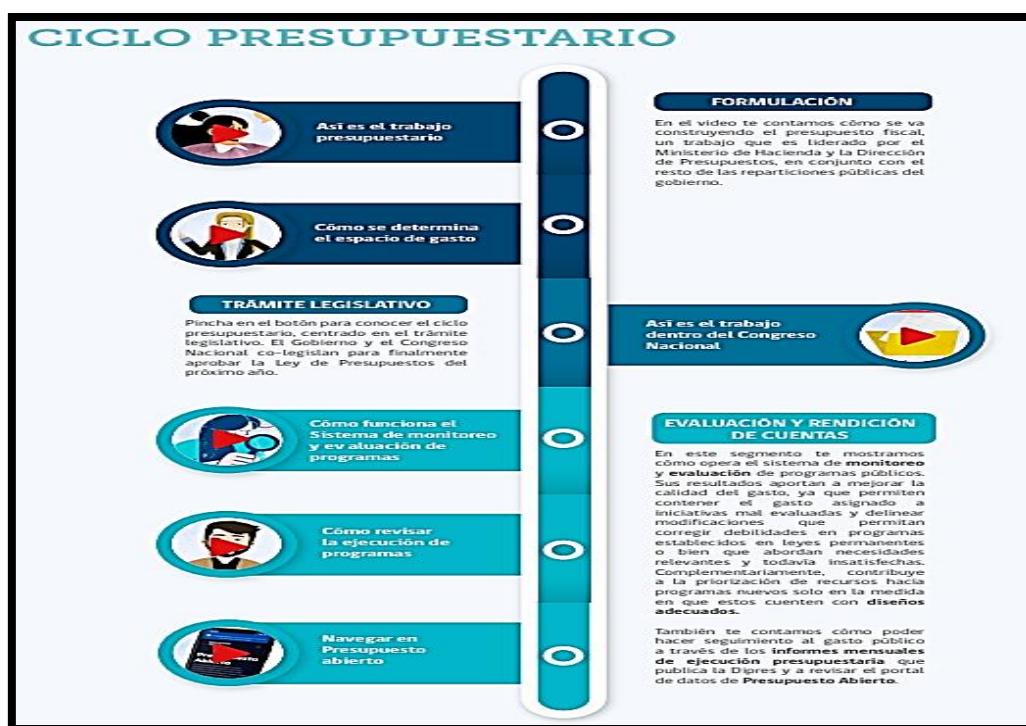 CICLO PRESUPUESTARIO
Así es el trabajo
presupuestario
FORMULACIÓN
En el video te contamos cómo se va
construyendo el presupuesto fiscal,
un trabajo que es liderado por el
Ministerio de Hacienda y la Dirección
de Presupuestos, en conjunto con el
resto de las reparticiones públicas del
gobierno.
Cómo se determina
el espacio de gasto
TRÁMITE LEGISLATIVO
Pincha en el botón para conocer el ciclo
presupuestario, centrado en el trámite
legislativo. El Gobierno y el Congreso
Nacional co-legislan para finalmente
aprobar la Ley de Presupuestos del
próximo año.
Así es el trabajo
dentro del Congreso
Nacional
Cómo funciona el
Sistema de monitoreo
y ev aluación de
programas
EVALUACIÓN Y RENDICIÓN
DE CUENTAS
En este segmento te mostramos
cómo opera el sistema de monitoreo
y evaluación de programas públicos.
Sus resultados aportan a mejorar la
calidad del gasto, ya que permiten
contener el gasto asignado a
iniciativas mal evaluadas y delinear
modificaciones que permitan
corregir debilidades en programas
establecidos en leyes permanentes
o bien que abordan necesidades
relevantes y todavía insatisfechas.
Complementariamente, contribuye
a la priorización de recursos hacia
programas nuevos solo en la medida
en que estos cuenten con diseños
adecuados.
También te contamos cómo poder
hacer seguimiento al gasto público
a través de los informes mensuales
de ejecución presupuestaria que
publica la Dipres y a revisar el portal
de datos de Presupuesto Abierto.
Cómo revisar
la ejecución de
programas
Navegar en
Presupuesto
abierto